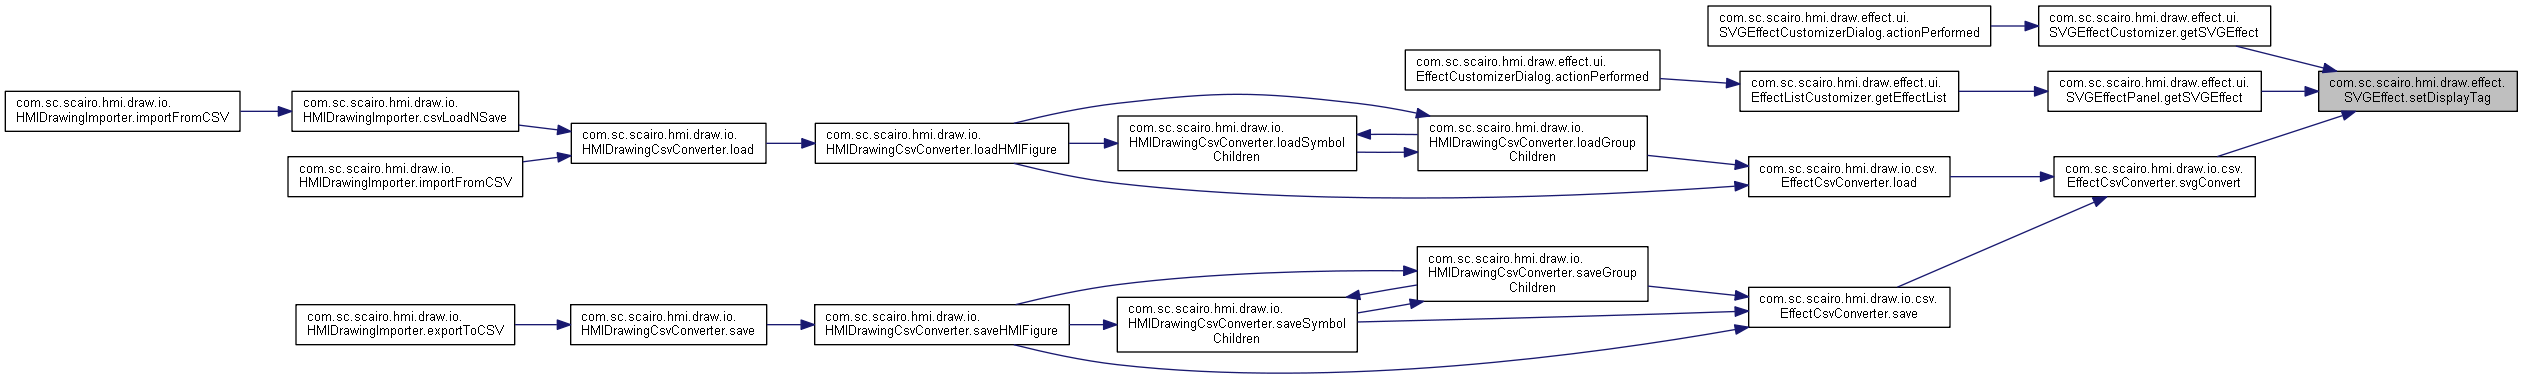 com.sc.scairo.hmi.draw.effect.ui.
SVGEffectCustomizerDialog.actionPerformed
com.sc.scairo.hmi.draw.effect.ui.
SVGEffectCustomizer.getSVGEffect
com.sc.scairo.hmi.draw.effect.ui.
EffectCustomizerDialog.actionPerformed
com.sc.scairo.hmi.draw.effect.ui.
EffectListCustomizer.getEffectList
com.sc.scairo.hmi.draw.effect.ui.
SVGEffectPanel.getSVGEffect
com.sc.scairo.hmi.draw.effect.
SVGEffect.setDisplayTag
com.sc.scairo.hmi.draw.io.
HMIDrawingImporter.importFromCSV
com.sc.scairo.hmi.draw.io.
HMIDrawingImporter.csvLoadNSave
com.sc.scairo.hmi.draw.io.
HMIDrawingCsvConverter.load
com.sc.scairo.hmi.draw.io.
HMIDrawingCsvConverter.loadHMIFigure
com.sc.scairo.hmi.draw.io.
HMIDrawingCsvConverter.loadSymbol
Children
com.sc.scairo.hmi.draw.io.
HMIDrawingCsvConverter.loadGroup
Children
com.sc.scairo.hmi.draw.io.
HMIDrawingImporter.importFromCSV
com.sc.scairo.hmi.draw.io.csv.
EffectCsvConverter.load
com.sc.scairo.hmi.draw.io.csv.
EffectCsvConverter.svgConvert
com.sc.scairo.hmi.draw.io.
HMIDrawingCsvConverter.saveGroup
Children
com.sc.scairo.hmi.draw.io.
HMIDrawingImporter.exportToCSV
com.sc.scairo.hmi.draw.io.
HMIDrawingCsvConverter.save
com.sc.scairo.hmi.draw.io.
HMIDrawingCsvConverter.saveHMIFigure
com.sc.scairo.hmi.draw.io.
HMIDrawingCsvConverter.saveSymbol
Children
com.sc.scairo.hmi.draw.io.csv.
EffectCsvConverter.save